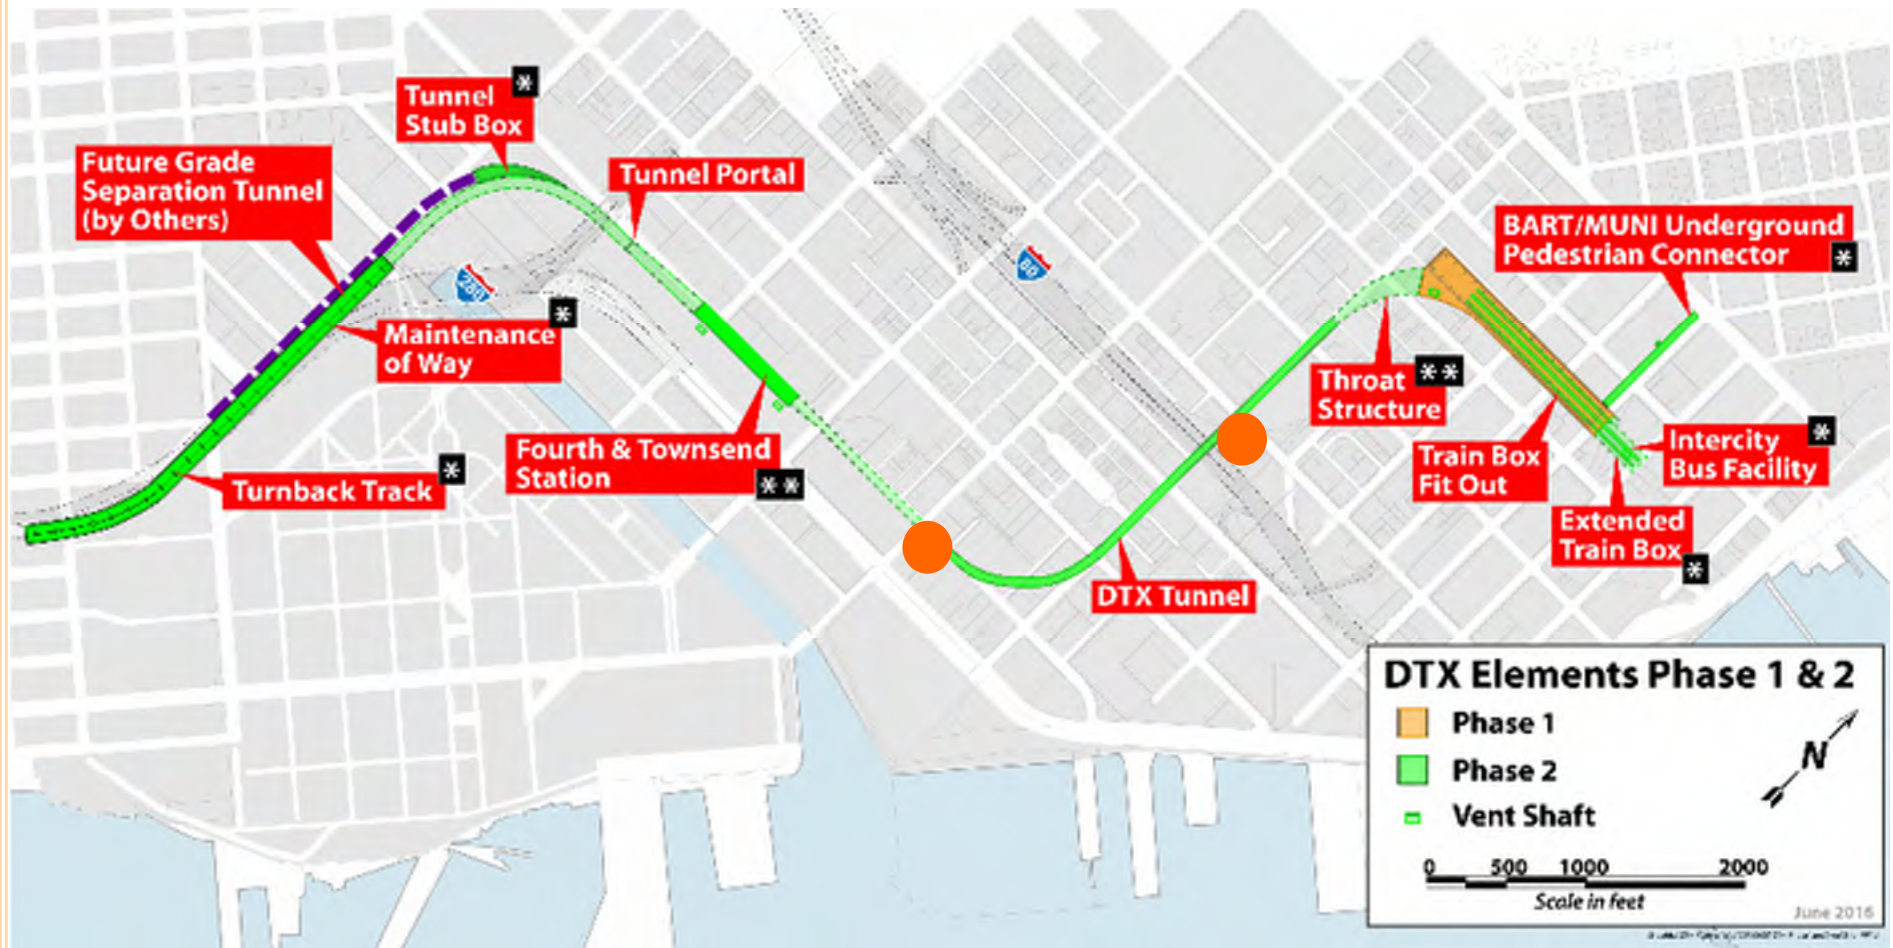 Tunnel
Stub Box
*
Future Grade
Separation Tunnel
(by Others)
Tunnel Portal
BART/MUNI Underground
Pedestrian Connector
*
280
80
Maintenance
of Way
*
Throat
Structure
**
Turnback Track
*
Fourth & Townsend
Station
**
Train Box
Fit Out
Intercity
Bus Facility
*
Extended
Train Box
*
DTX Tunnel
DTX Elements Phase 1 & 2
Phase 1
Phase 2
Vent Shaft
N
0 500 1000 2000
Scale in feet
June 2016